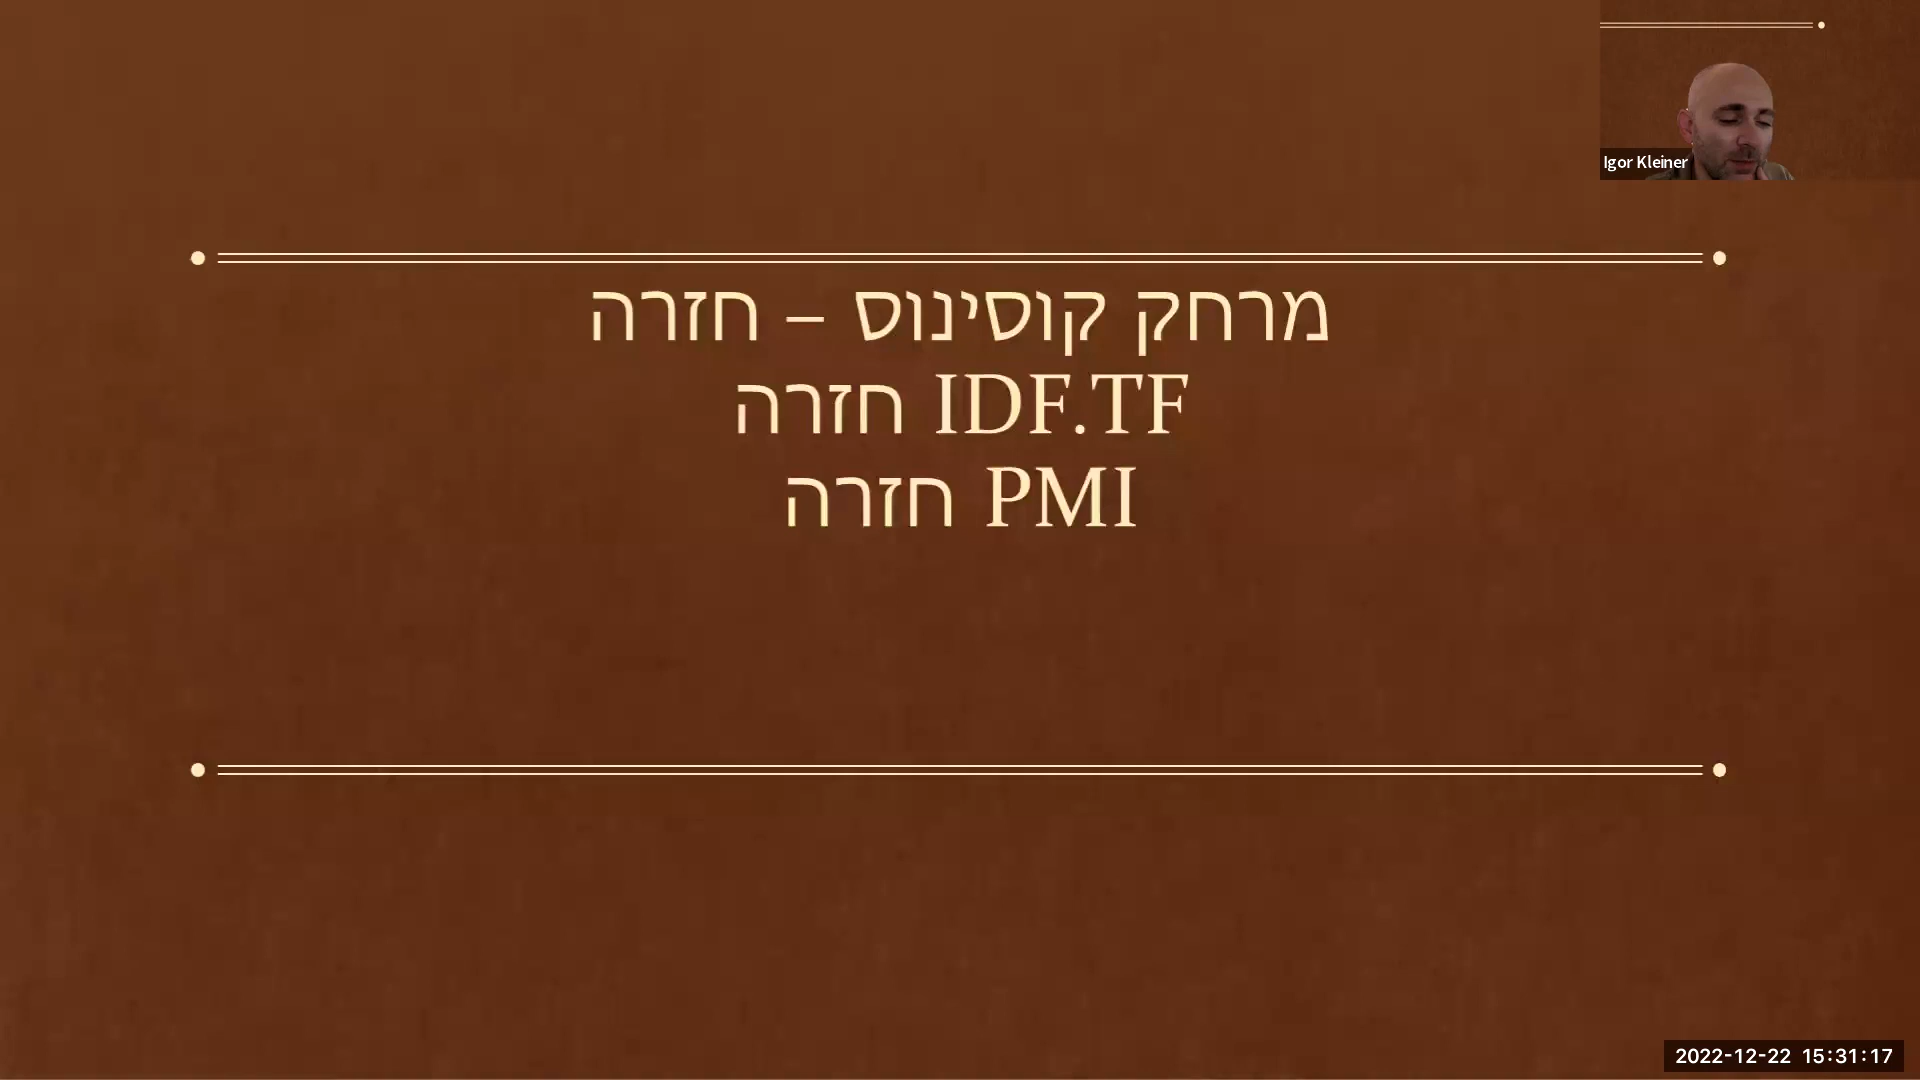 Igor Kleiner
מרחק קוסינוס – חזרה
IDF.TF חזרה
PMI חזרה
2022-12-22 15:31:17